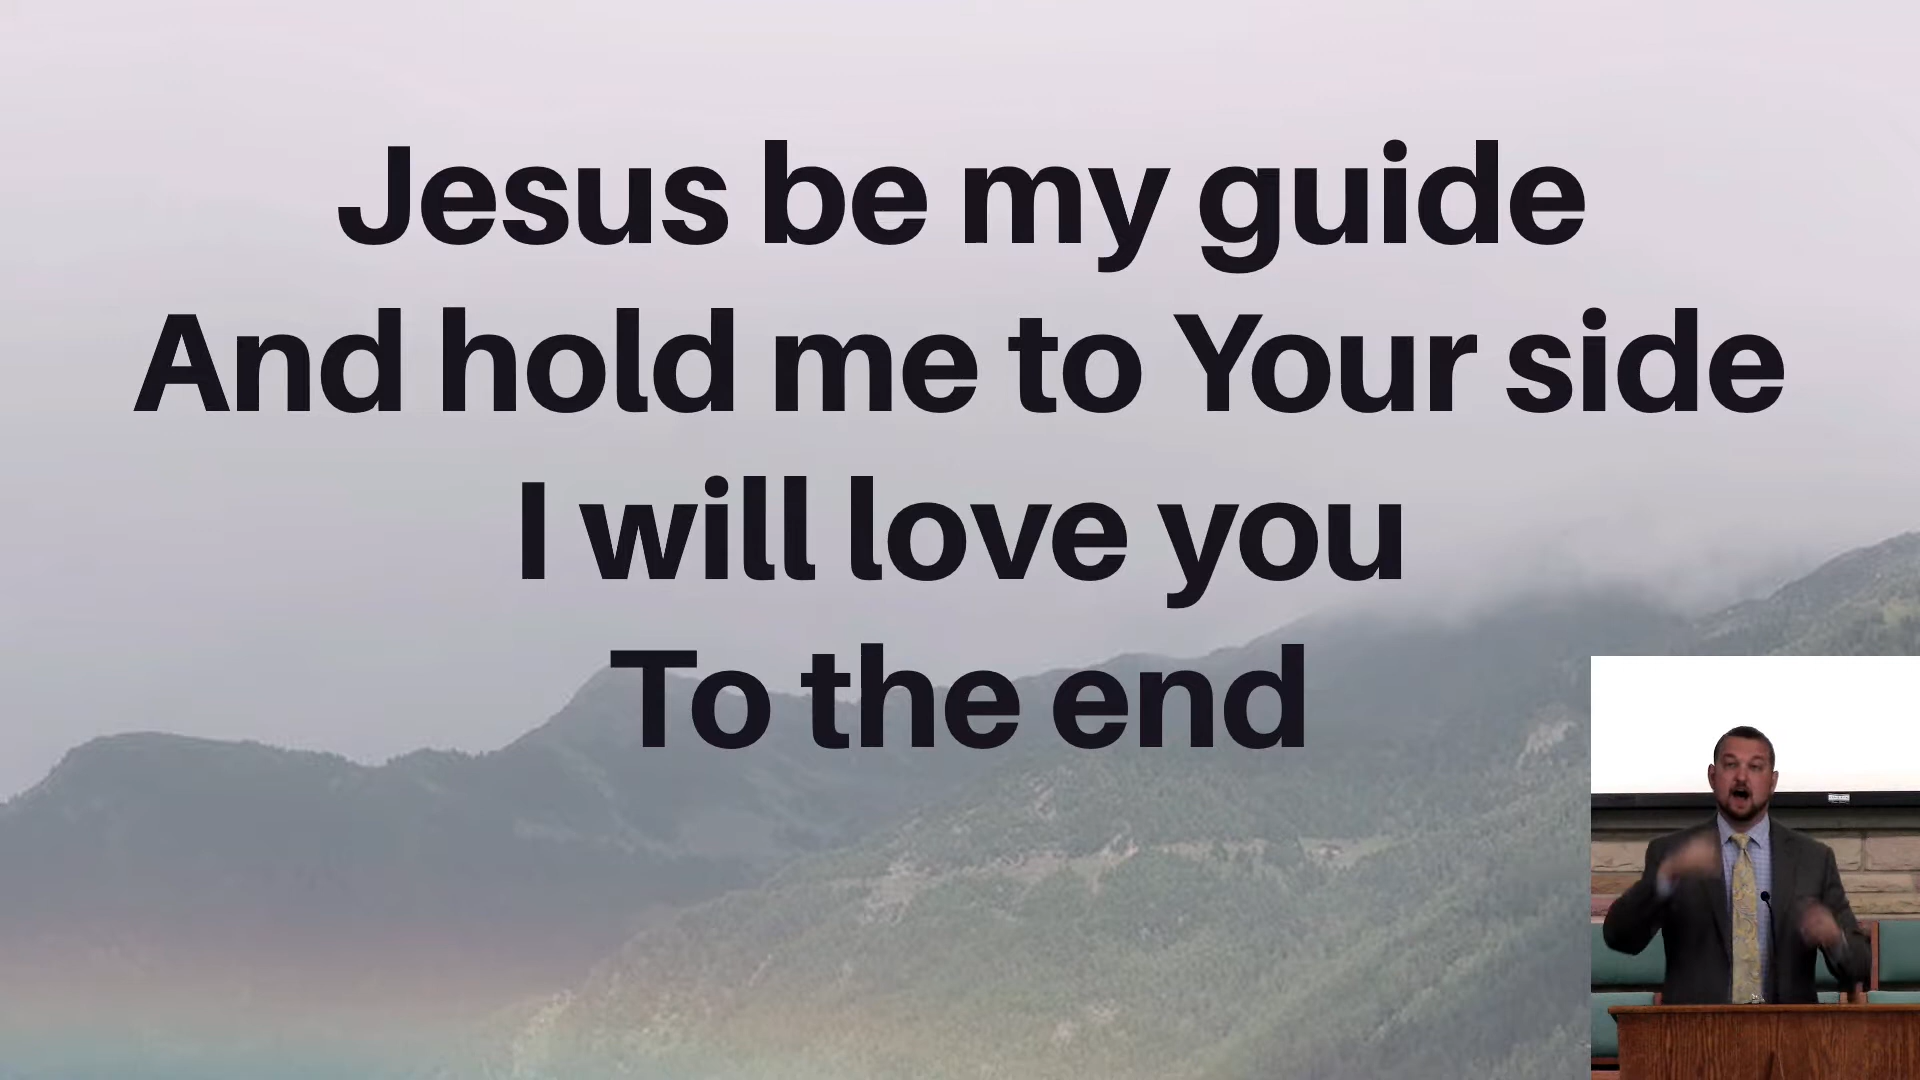 Jesus be my guide
And hold me to Your side
I will love you
To the end